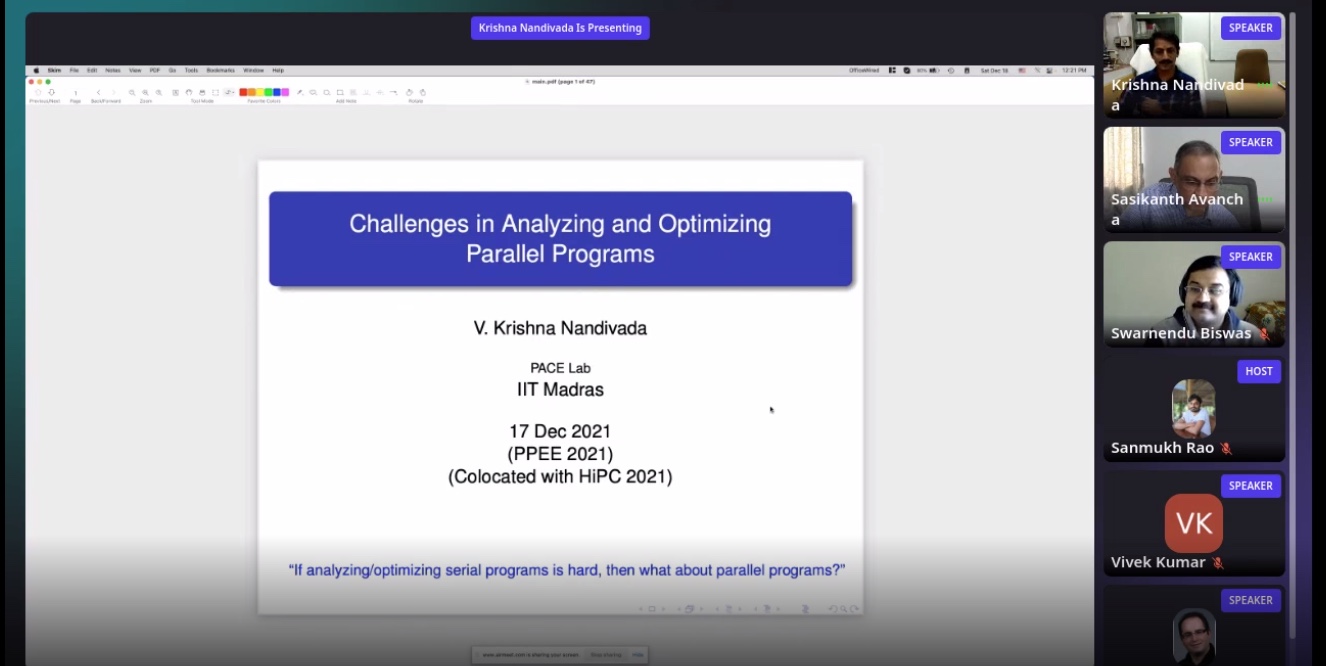 Krishna Nandivada Is Presenting
Skim File Edit Notes View PDF Go Tools Bookmarks Window Help
Sat Dec 18
12:21 PM
main.pdf (page 1 of 47)
Previous/Next Page Back/Forward Zoom Tool Mode Favorite Colors Add Note Rotate
Challenges in Analyzing and Optimizing
Parallel Programs
V. Krishna Nandivada
PACE Lab
IIT Madras
17 Dec 2021
(PPEE 2021)
(Colocated with HiPC 2021)
“If analyzing/optimizing serial programs is hard, then what about parallel programs?”
is sharing your screen. Stop sharing Hide
SPEAKER
Krishna Nandivad
a
SPEAKER
Sasikanth Avanch
a
SPEAKER
Swarnendu Biswas
HOST
Sanmukh Rao
SPEAKER
VK
Vivek Kumar
SPEAKER